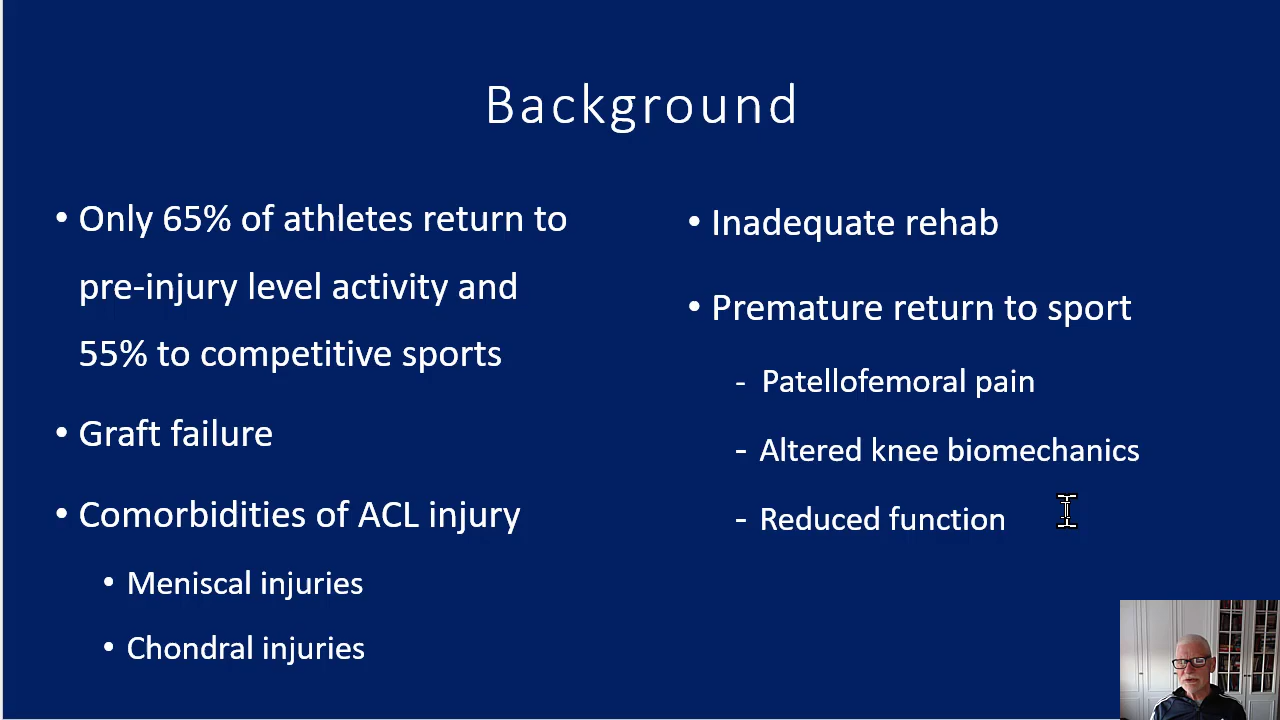 Background
• Only 65% of athletes return to
pre-injury level activity and
55% to competitive sports
• Graft failure
• Comorbidities of ACL injury
• Meniscal injuries
• Chondral injuries
• Inadequate rehab
• Premature return to sport
- Patellofemoral pain
- Altered knee biomechanics
- Reduced function